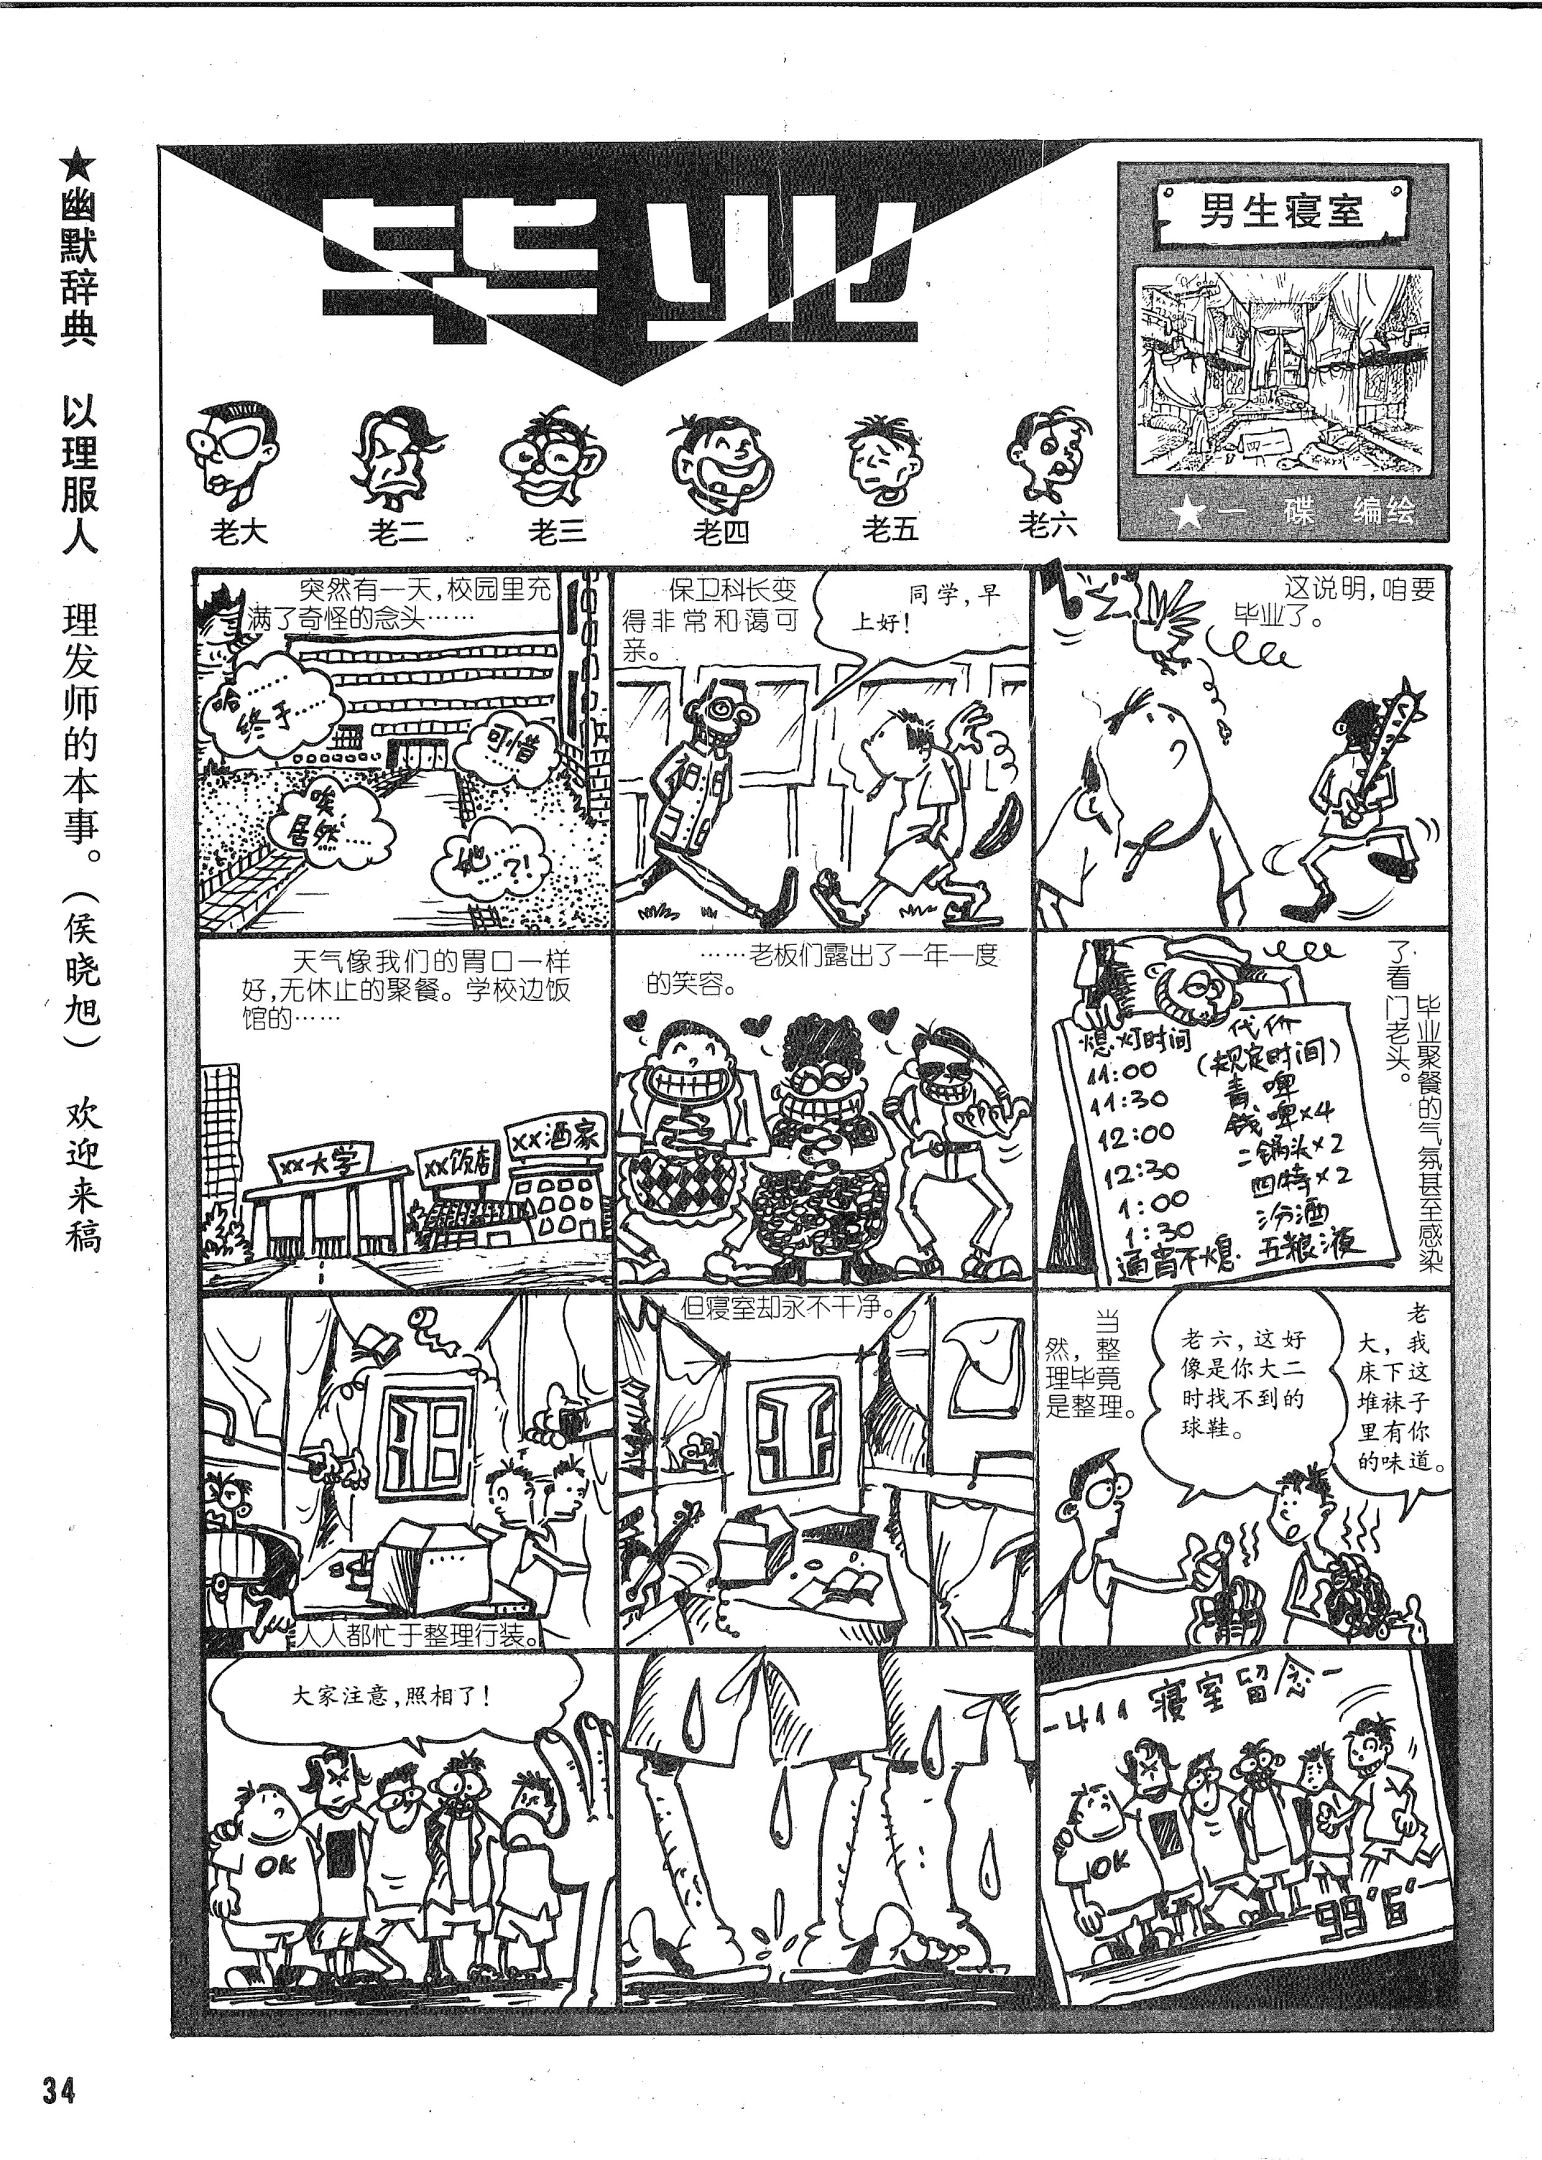 ★幽默辞典 以理服人 理发师的本事。(侯晓旭) 欢迎来稿
毕业
男生寝室
四一一
★一 碟 编绘
老大
老二
老三
老四
老五
老六
突然有一天,校园里充
满了奇怪的念头……
哈……
终于……
可惜
……
唉,
居然…
她…
…?!
保卫科长变
得非常和蔼可
亲。
同学,早
上好!
这说明,咱要
毕业了。
天气像我们的胃口一样
好,无休止的聚餐。学校边饭
馆的……
××大学
××饭店
××酒家
……老板们露出了一年一度
的笑容。
毕业聚餐的气氛甚至感染
了看门老头。
熄灯时间 代价
11:00 (规定时间)
11:30 青啤
12:00 钱啤×4
12:30 二锅头×2
1:00 四特×2
1:30 汾酒
通宵不熄 五粮液
人人都忙于整理行装。
但寝室却永不干净。
当
然,整
理毕竟
是整理。
老六,这好
像是你大二
时找不到的
球鞋。
老
大,我
床下这
堆袜子
里有你
的味道。
大家注意,照相了!
OK
-411寝室留念-
OK
99'6'
34